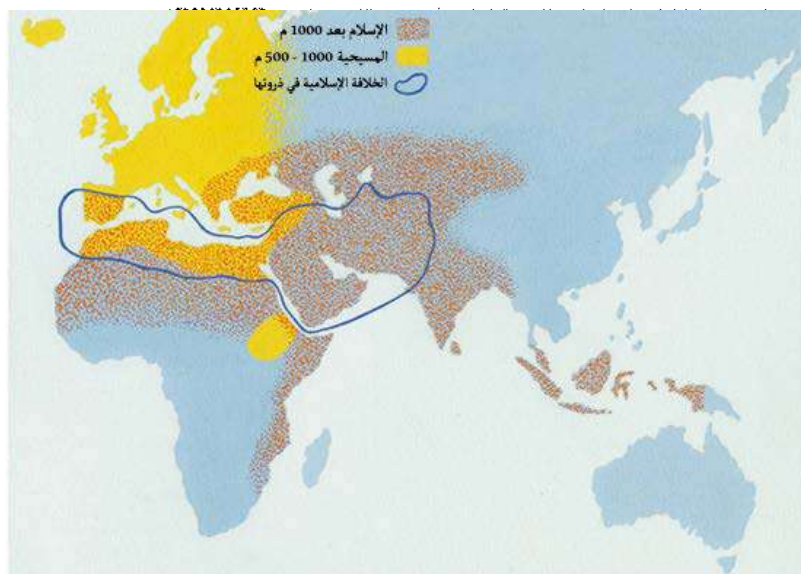 الإسلام بعد 1000 م
المسيحية 1000 - 500 م
الخلافة الإسلامية في ذروتها